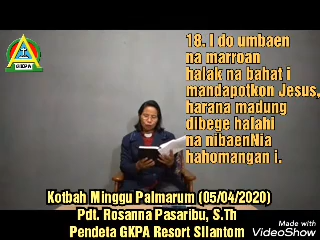 GKPA
18. I do umbaen
na marroan
halak na bahat i
mandapotkon Jesus,
harana madung
dibege halahi
na nibaenNia
hahomangan i.
Kotbah Minggu Palmarum (05/04/2020)
Pdt. Rosanna Pasaribu, S.Th
Pendeta GKPA Resort Silantom
Made with
VideoShow